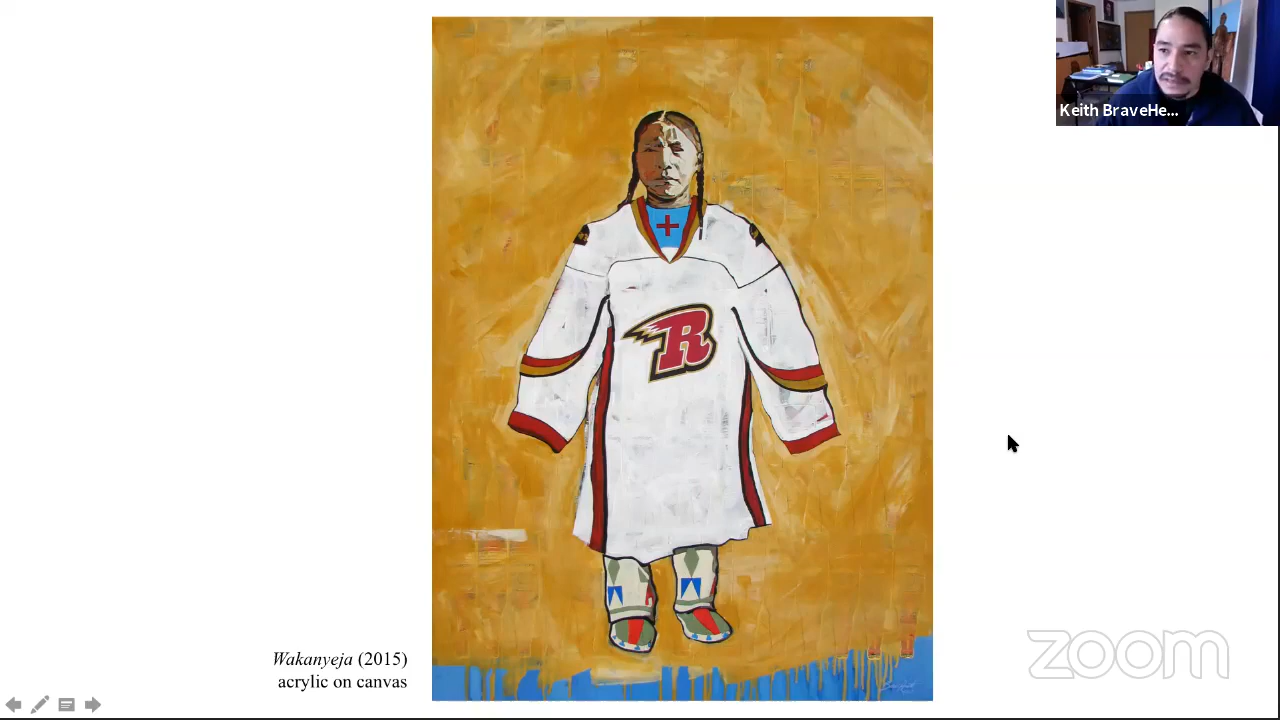 Keith BraveHe...
R
Wakanyeja (2015)
acrylic on canvas
zoom